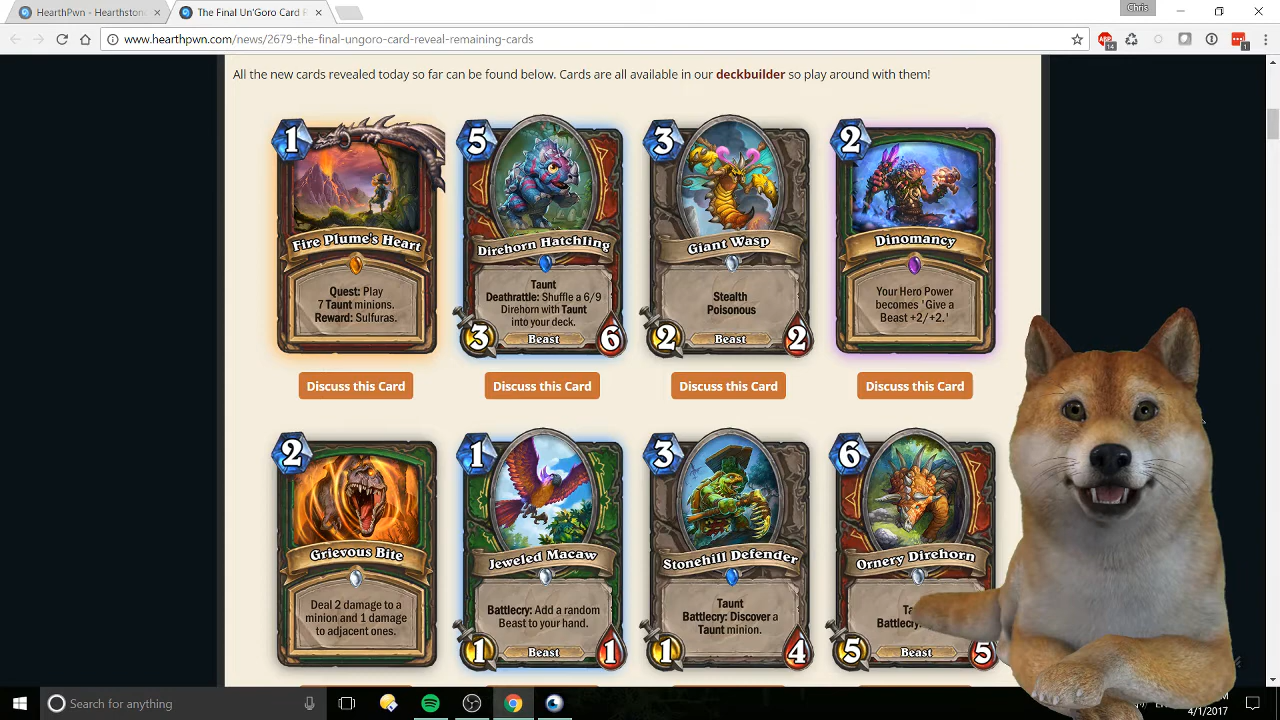 HearthPwn - Hearthston
The Final Un'Goro Card
Chris
www.hearthpwn.com/news/2679-the-final-ungoro-card-reveal-remaining-cards
14
1
All the new cards revealed today so far can be found below. Cards are all available in our deckbuilder so play around with them!
1
Fire Plume's Heart
Quest: Play
7 Taunt minions.
Reward: Sulfuras.
5
Direhorn Hatchling
Taunt
Deathrattle: Shuffle a 6/9
Direhorn with Taunt
into your deck.
3
Beast
6
3
Giant Wasp
Stealth
Poisonous
2
Beast
2
2
Dinomancy
Your Hero Power
becomes 'Give a
Beast +2/+2.'
Discuss this Card
Discuss this Card
Discuss this Card
Discuss this Card
2
Grievous Bite
Deal 2 damage to a
minion and 1 damage
to adjacent ones.
1
Jeweled Macaw
Battlecry: Add a random
Beast to your hand.
1
Beast
1
3
Stonehill Defender
Taunt
Battlecry: Discover a
Taunt minion.
1
4
6
Ornery Direhorn
Battlecry:
5
Beast
5
Search for anything
4/1/2017